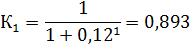 К₁ = 1 / (1 + 0,12¹) = 0,893